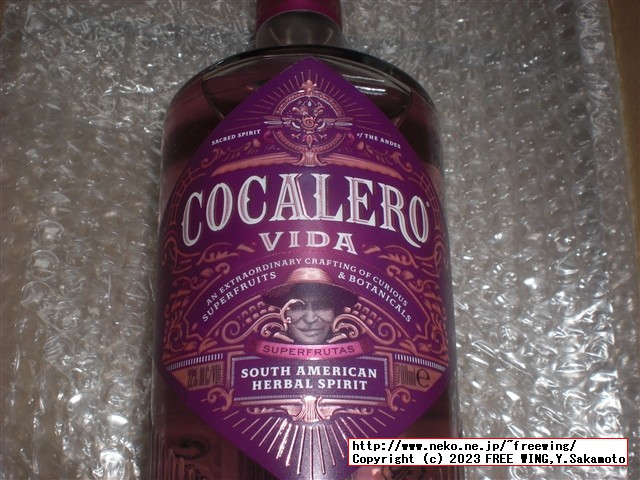 SACRED SPIRIT of THE ANDES
COCALERO
VIDA
AN EXTRAORDINARY CRAFTING OF CURIOUS
SUPERFRUITS & BOTANICALS
SUPERFRUTAS
SOUTH AMERICAN
HERBAL SPIRIT
700ml e
http://www.neko.ne.jp/~freewing/
Copyright (c) 2023 FREE WING,Y.Sakamoto